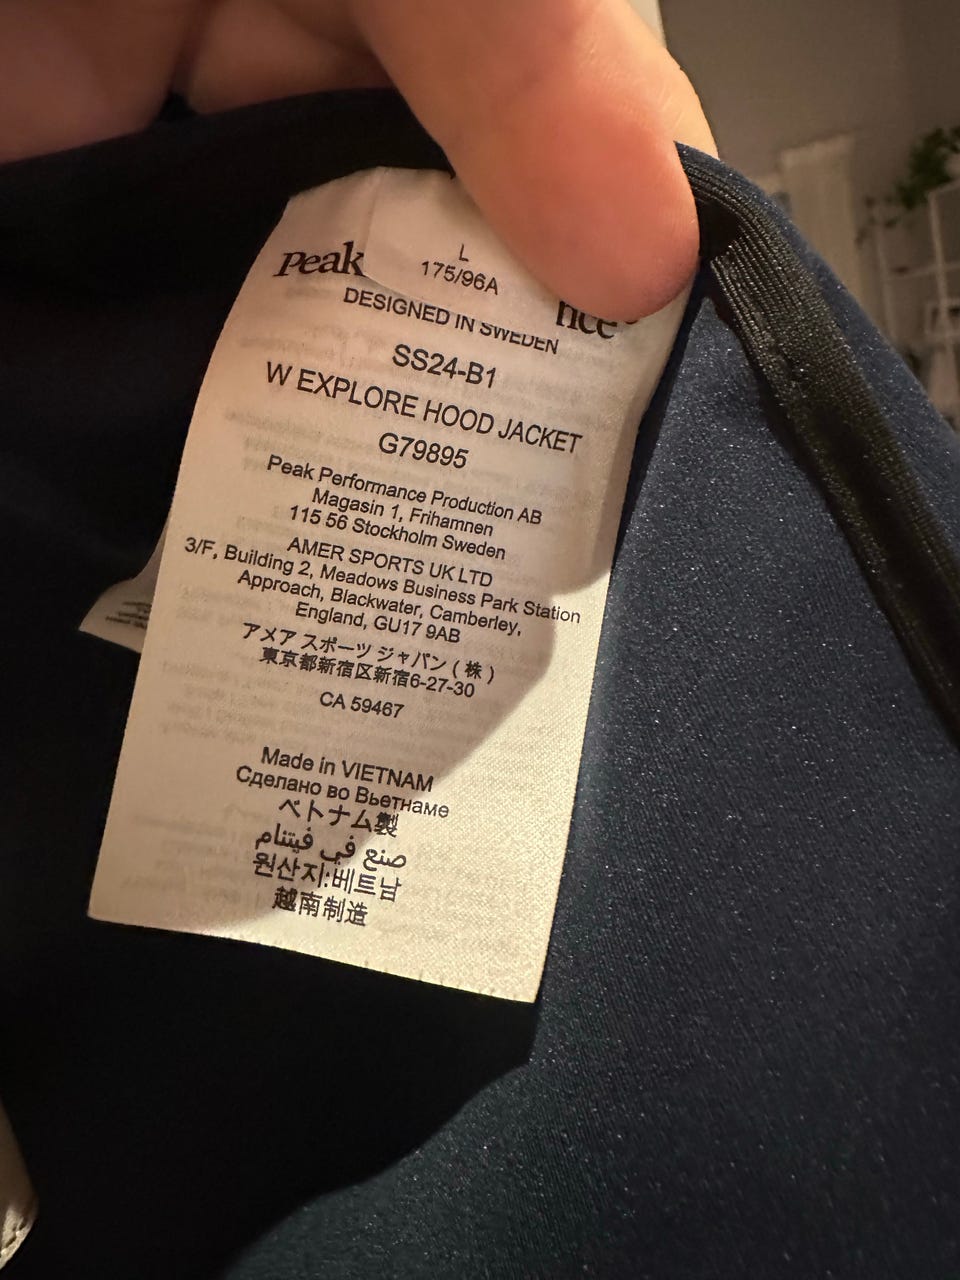 L
175/96A
Peak
DESIGNED IN SWEDEN
SS24-B1
W EXPLORE HOOD JACKET
G79895
Peak Performance Production AB
Magasin 1, Frihamnen
115 56 Stockholm Sweden
AMER SPORTS UK LTD
3/F, Building 2, Meadows Business Park Station
Approach, Blackwater, Camberley,
England, GU17 9AB
アメア スポーツ ジャパン ( 株 )
東京都新宿区新宿6-27-30
CA 59467
Made in VIETNAM
Сделано во Вьетнаме
ベトナム製
صنع في فيتنام
원산지:베트남
越南制造